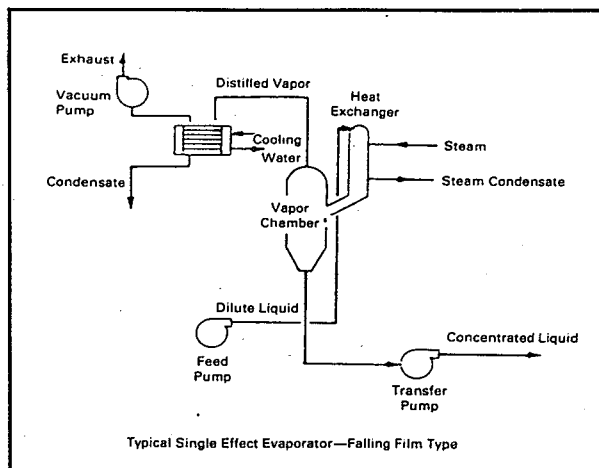 Exhaust
Vacuum
Pump
Distilled Vapor
Heat
Exchanger
Cooling
Water
Steam
Condensate
Steam Condensate
Vapor
Chamber
Dilute Liquid
Feed
Pump
Concentrated Liquid
Transfer
Pump
Typical Single Effect Evaporator—Falling Film Type